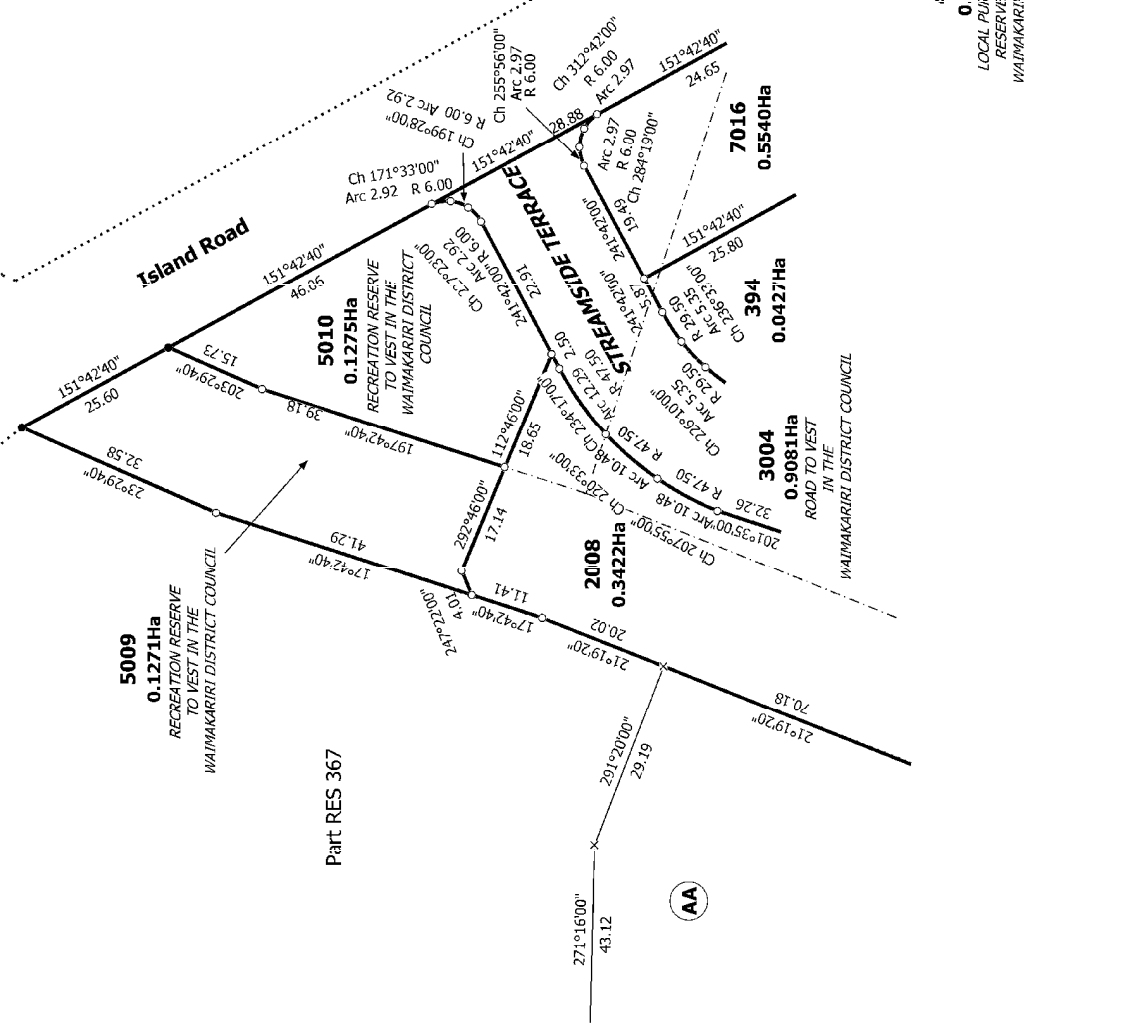 LOCAL PUR
RESERVE
WAIMAKARI
Island Road
151°42'40"
25.60
151°42'40"
46.05
203°29'40"
15.73
197°42'40"
39.18
23°29'40"
32.58
17°42'40"
41.29
5010
0.1275Ha
RECREATION RESERVE
TO VEST IN THE
WAIMAKARIRI DISTRICT
COUNCIL
Ch 171°33'00"
Arc 2.92 R 6.00
Ch 199°28'00"
R 6.00 Arc 2.92
Arc 2.92
R 6.00
241°42'00"
22.91
151°42'40"
28.88
Ch 255°56'00"
Arc 2.97
R 6.00
Ch 312°42'00"
R 6.00
Arc 2.97
Arc 2.97
R 6.00
Ch 284°19'00"
151°42'40"
24.65
7016
0.5540Ha
STREAMSIDE TERRACE
241°42'00"
19.49
241°42'00"
5.87
151°42'40"
25.80
394
0.0427Ha
R 29.50
Arc 5.35
Ch 236°33'00"
R 29.50
Arc 5.35
Ch 226°10'00"
2.50
R 47.50
Arc 12.29
Ch 234°17'00"
R 47.50
Arc 10.48
Ch 220°33'00"
R 47.50
Arc 10.48
Ch 207°55'00"
32.26
201°35'00"
3004
0.9081Ha
ROAD TO VEST
IN THE
WAIMAKARIRI DISTRICT COUNCIL
112°46'00"
18.65
292°46'00"
17.14
247°22'00"
4.01
17°42'40"
11.41
21°19'20"
20.02
2008
0.3422Ha
21°19'20"
70.18
5009
0.1271Ha
RECREATION RESERVE
TO VEST IN THE
WAIMAKARIRI DISTRICT COUNCIL
Part RES 367
291°20'00"
29.19
271°16'00"
43.12
AA